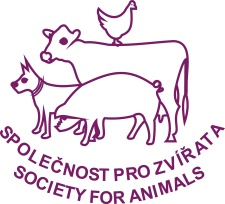 SPOLEČNOST PRO ZVÍŘATA
SOCIETY FOR ANIMALS